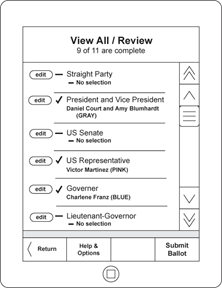 View All / Review
9 of 11 are complete
edit – Straight Party
– No selection
edit ✓ President and Vice President
Daniel Court and Amy Blumhardt
(GRAY)
edit – US Senate
– No selection
edit ✓ US Representative
Victor Martinez (PINK)
edit ✓ Governer
Charlene Franz (BLUE)
edit – Lieutenant-Governor
– No selection
Return
Help &
Options
Submit
Ballot